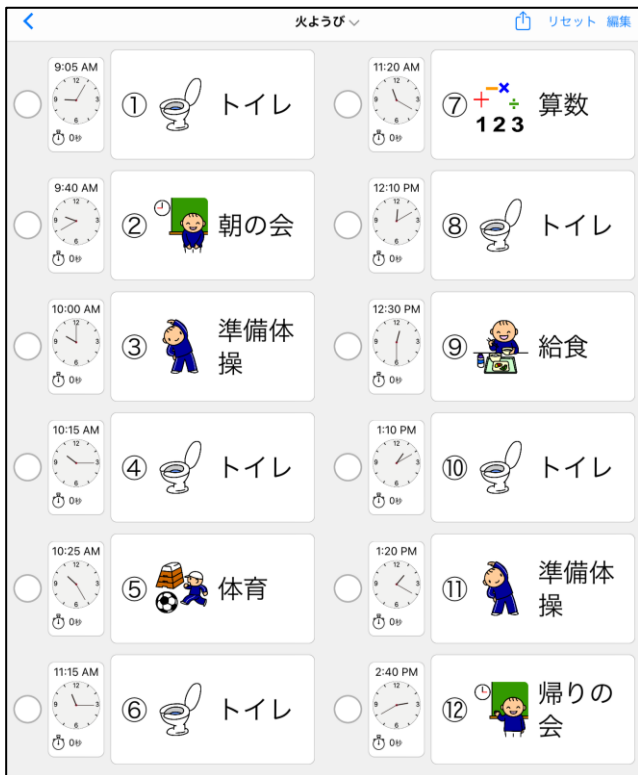 火ようび
リセット 編集
9:05 AM
① トイレ
0秒
9:40 AM
② 朝の会
0秒
10:00 AM
③ 準備体
操
0秒
10:15 AM
④ トイレ
0秒
10:25 AM
⑤ 体育
0秒
11:15 AM
⑥ トイレ
0秒
11:20 AM
⑦ 123 算数
0秒
12:10 PM
⑧ トイレ
0秒
12:30 PM
⑨ 給食
0秒
1:10 PM
⑩ トイレ
0秒
1:20 PM
⑪ 準備体
操
0秒
2:40 PM
⑫ 帰りの
会
0秒